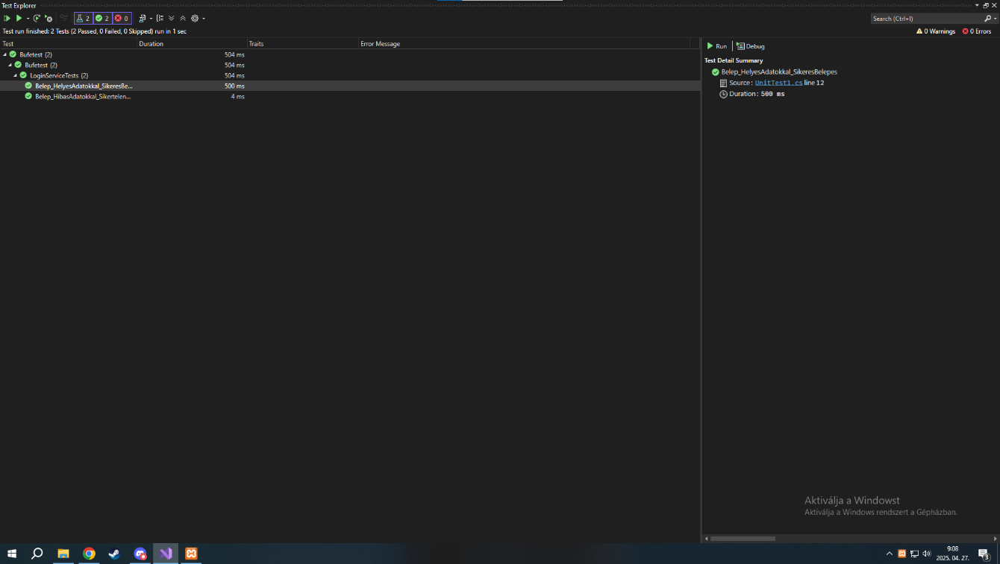 Test Explorer
2 2 0
Search (Ctrl+I)
Test run finished: 2 Tests (2 Passed, 0 Failed, 0 Skipped) run in 1 sec
0 Warnings 0 Errors
Test Duration Traits Error Message
Bufetest (2) 504 ms
Bufetest (2) 504 ms
LoginServiceTests (2) 504 ms
Belep_HelyesAdatokkal_SikeresBe... 500 ms
Belep_HibasAdatokkal_Sikertelen... 4 ms
Run Debug
Test Detail Summary
Belep_HelyesAdatokkal_SikeresBelepes
Source: UnitTest1.cs line 12
Duration: 500 ms
Aktiválja a Windowst
Aktiválja a Windows rendszert a Gépházban.
9:08
2025. 04. 27.
3